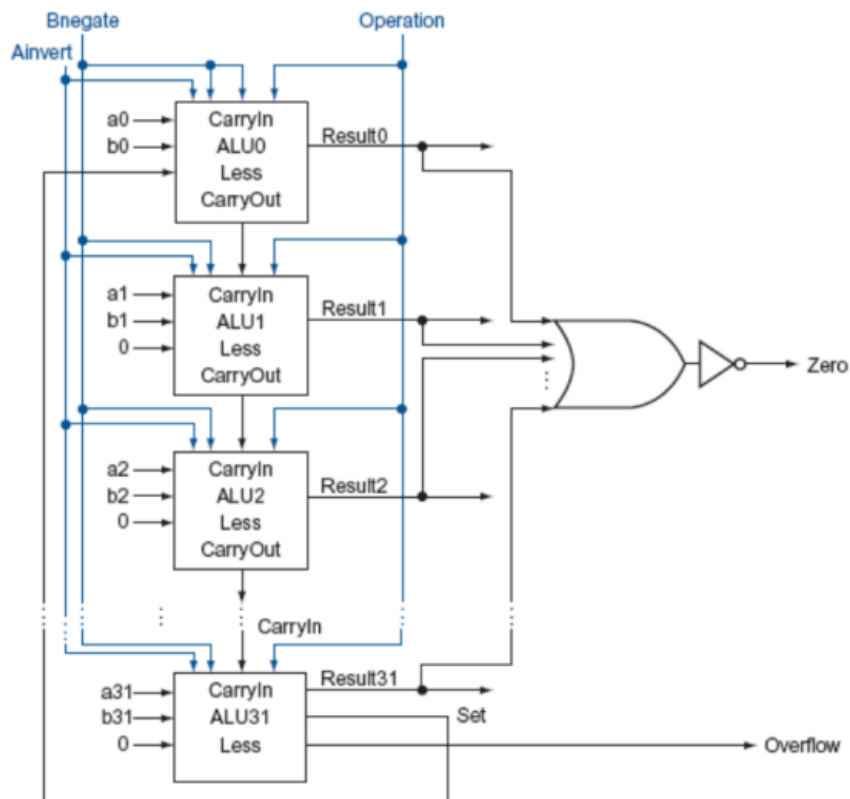 Bnegate
Operation
Ainvert
a0
b0
CarryIn
ALU0
Less
CarryOut
Result0
a1
b1
0
CarryIn
ALU1
Less
CarryOut
Result1
Zero
a2
b2
0
CarryIn
ALU2
Less
CarryOut
Result2
CarryIn
a31
b31
0
CarryIn
ALU31
Less
Result31
Set
Overflow